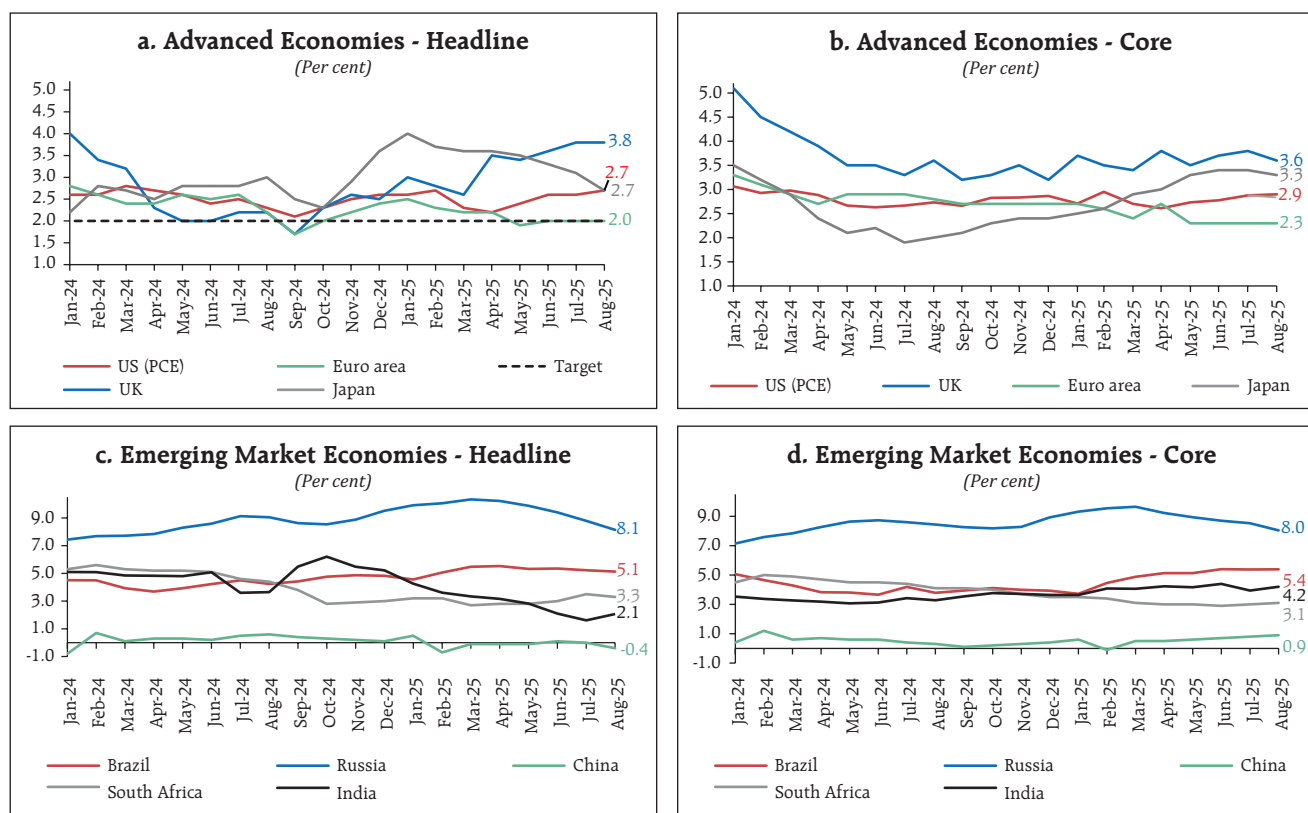 a. Advanced Economies - Headline
(Per cent)
5.0
4.5
4.0
3.5
3.0
2.5
2.0
1.5
1.0
3.8
2.7
2.7
2.0
Jan-24
Feb-24
Mar-24
Apr-24
May-24
Jun-24
Jul-24
Aug-24
Sep-24
Oct-24
Nov-24
Dec-24
Jan-25
Feb-25
Mar-25
Apr-25
May-25
Jun-25
Jul-25
Aug-25
US (PCE)
Euro area
Target
UK
Japan
b. Advanced Economies - Core
(Per cent)
5.0
4.5
4.0
3.5
3.0
2.5
2.0
1.5
1.0
3.6
3.3
2.9
2.3
Jan-24
Feb-24
Mar-24
Apr-24
May-24
Jun-24
Jul-24
Aug-24
Sep-24
Oct-24
Nov-24
Dec-24
Jan-25
Feb-25
Mar-25
Apr-25
May-25
Jun-25
Jul-25
Aug-25
US (PCE)
UK
Euro area
Japan
c. Emerging Market Economies - Headline
(Per cent)
9.0
7.0
5.0
3.0
1.0
-1.0
8.1
5.1
3.3
2.1
-0.4
Jan-24
Feb-24
Mar-24
Apr-24
May-24
Jun-24
Jul-24
Aug-24
Sep-24
Oct-24
Nov-24
Dec-24
Jan-25
Feb-25
Mar-25
Apr-25
May-25
Jun-25
Jul-25
Aug-25
Brazil
Russia
China
South Africa
India
d. Emerging Market Economies - Core
(Per cent)
9.0
7.0
5.0
3.0
1.0
-1.0
8.0
5.4
4.2
3.1
0.9
Jan-24
Feb-24
Mar-24
Apr-24
May-24
Jun-24
Jul-24
Aug-24
Sep-24
Oct-24
Nov-24
Dec-24
Jan-25
Feb-25
Mar-25
Apr-25
May-25
Jun-25
Jul-25
Aug-25
Brazil
Russia
China
South Africa
India